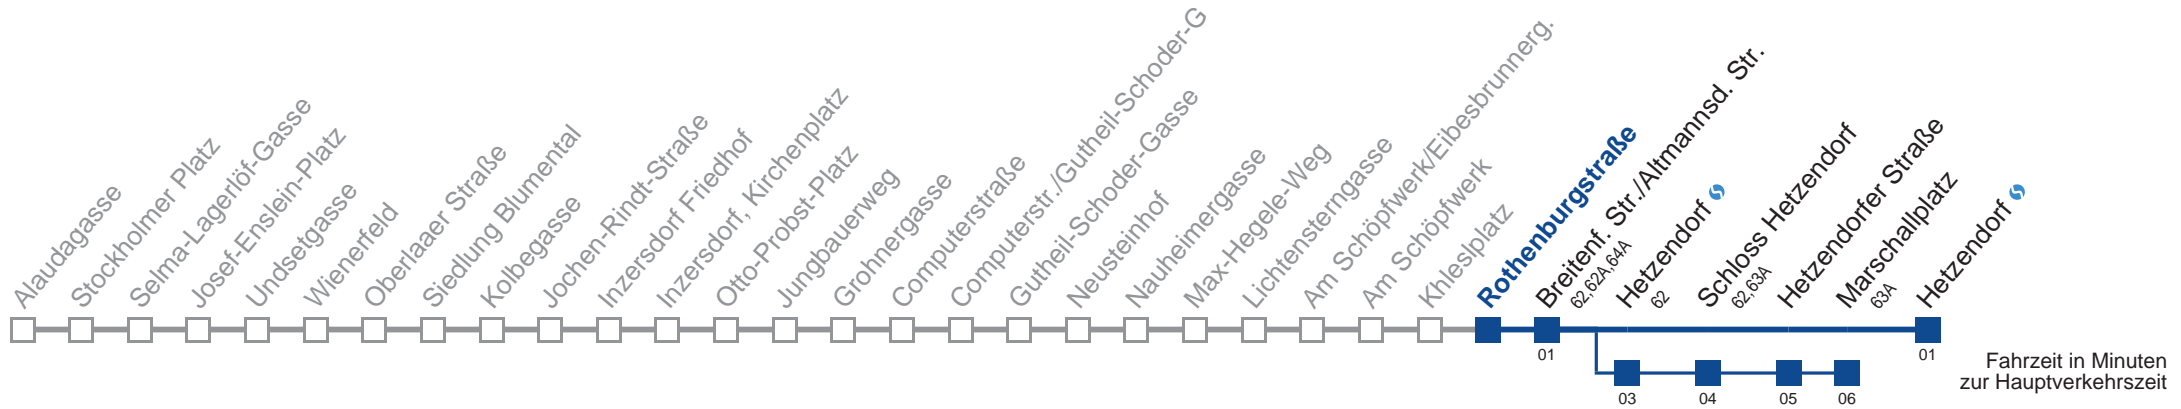 Alaudagasse
Stockholmer Platz
Selma-Lagerlöf-Gasse
Josef-Enslein-Platz
Undsetgasse
Wienerfeld
Oberlaaer Straße
Siedlung Blumental
Kolbegasse
Jochen-Rindt-Straße
Inzersdorf Friedhof
Inzersdorf, Kirchenplatz
Otto-Probst-Platz
Jungbauerweg
Großnergasse
Computerstraße
Computerstr./Gutheil-Schoder-G
Gutheil-Schoder-Gasse
Neusteinhof
Nauheimergasse
Max-Hegele-Weg
Lichtensterngasse
Am Schöpfwerk/Eibesbrunnerg.
Am Schöpfwerk
Khleslplatz
Rothenburgstraße
Breitenf. Str./Altmannsd. Str.
62,62A,64A
Hetzendorf
62
Schloss Hetzendorf
62,63A
Hetzendorfer Straße
Marschallplatz
63A
Hetzendorf
01
01
03
04
05
06
Fahrzeit in Minuten
zur Hauptverkehrszeit